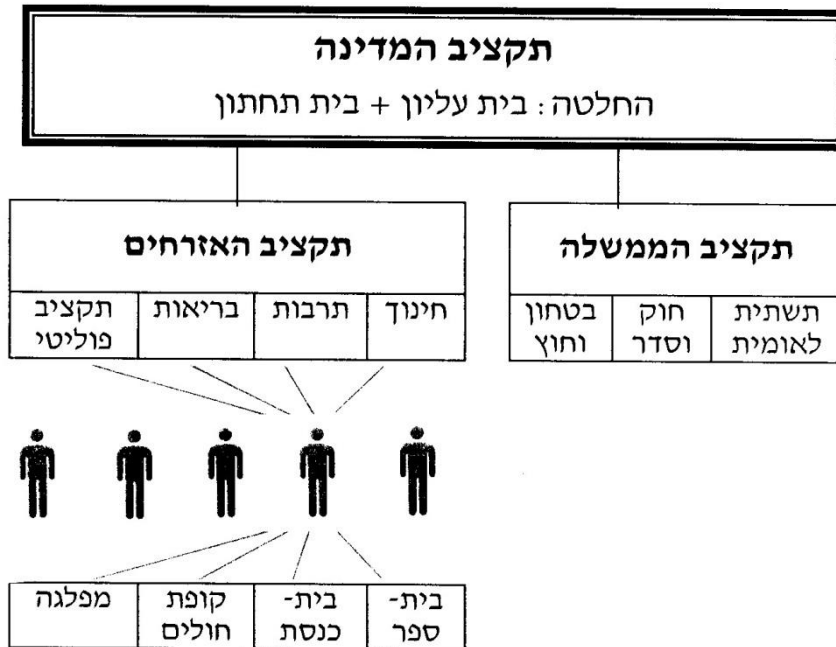 תקציב המדינה
החלטה: בית עליון + בית תחתון
תקציב הממשלה
תשתית
לאומית
חוק
וסדר
בטחון
וחוץ
תקציב האזרחים
חינוך
תרבות
בריאות
תקציב
פוליטי
בית-
ספר
בית-
כנסת
קופת
חולים
מפלגה